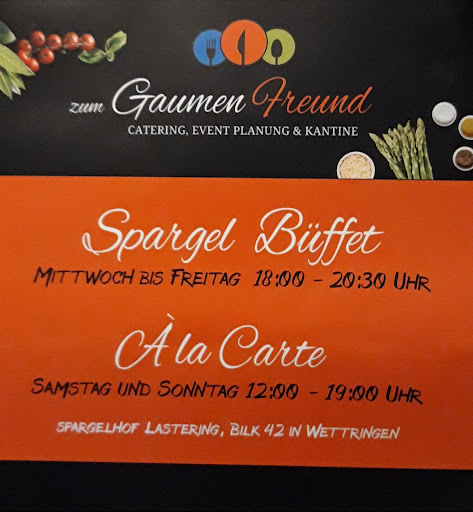 zum Gaumen Freund
CATERING, EVENT PLANUNG & KANTINE
Spargel Büffet
MITTWOCH BIS FREITAG 18:00 - 20:30 UHR
À la Carte
SAMSTAG UND SONNTAG 12:00 - 19:00 UHR
SPARGELHOF LASTERING, BILK 42 IN WETTRINGEN